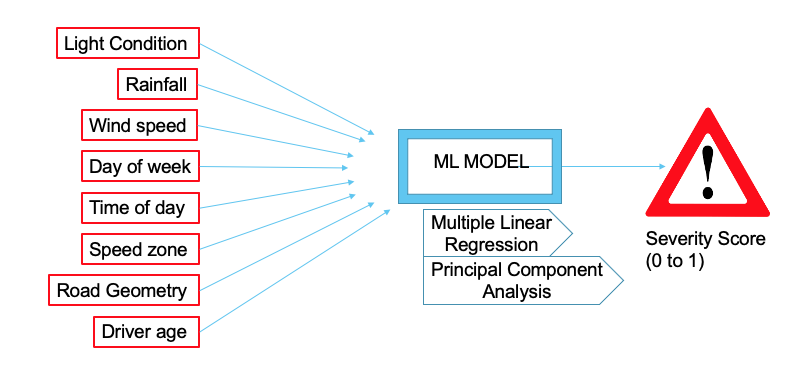 Light Condition
Rainfall
Wind speed
Day of week
Time of day
Speed zone
Road Geometry
Driver age
ML MODEL
Multiple Linear
Regression
Principal Component
Analysis
!
Severity Score
(0 to 1)